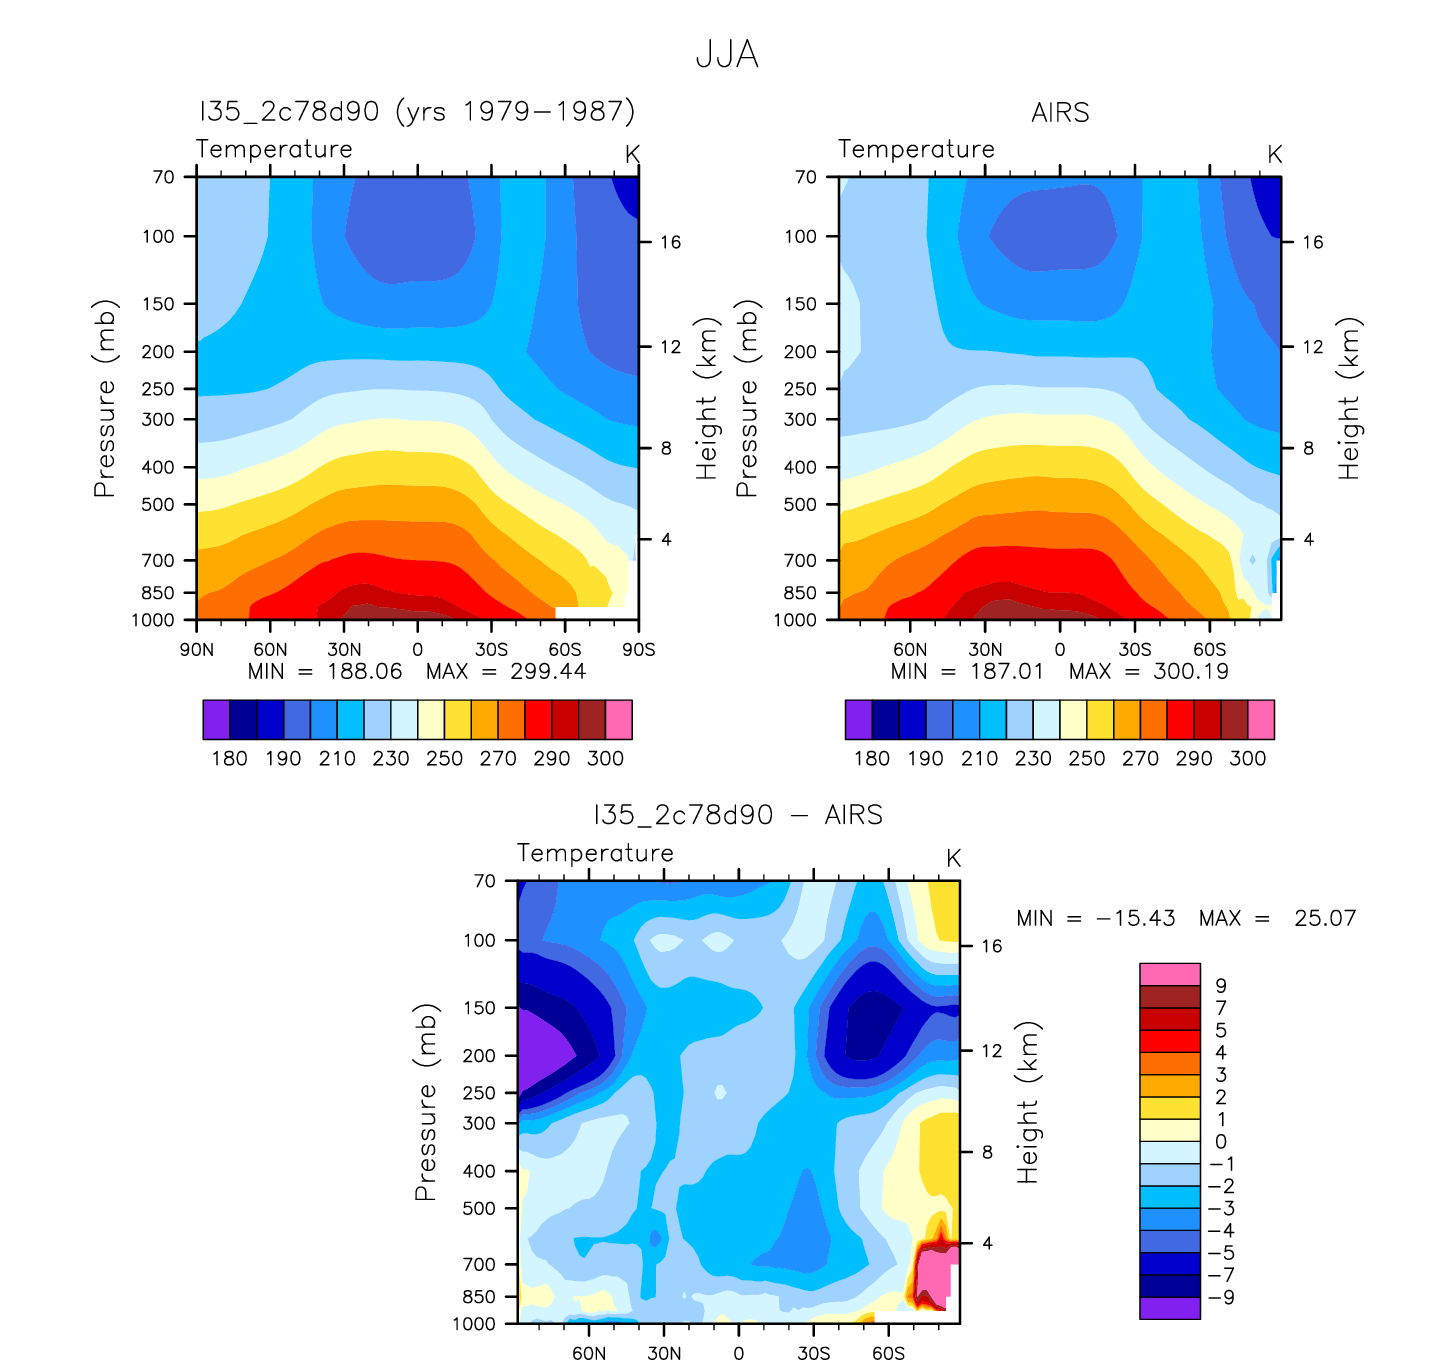 JJA
I35_2c78d90 (yrs 1979-1987)
AIRS
Temperature K
Temperature K
70
100
150
200
250
300
400
500
700
850
1000
Pressure (mb)
16
12
8
4
Height (km)
90N 60N 30N 0 30S 60S 90S
MIN = 188.06 MAX = 299.44
180 190 210 230 250 270 290 300
70
100
150
200
250
300
400
500
700
850
1000
Pressure (mb)
16
12
8
4
Height (km)
60N 30N 0 30S 60S
MIN = 187.01 MAX = 300.19
180 190 210 230 250 270 290 300
I35_2c78d90 - AIRS
Temperature K
70
100
150
200
250
300
400
500
700
850
1000
Pressure (mb)
16
12
8
4
Height (km)
60N 30N 0 30S 60S
MIN = -15.43 MAX = 25.07
9
7
5
4
3
2
1
0
-1
-2
-3
-4
-5
-7
-9